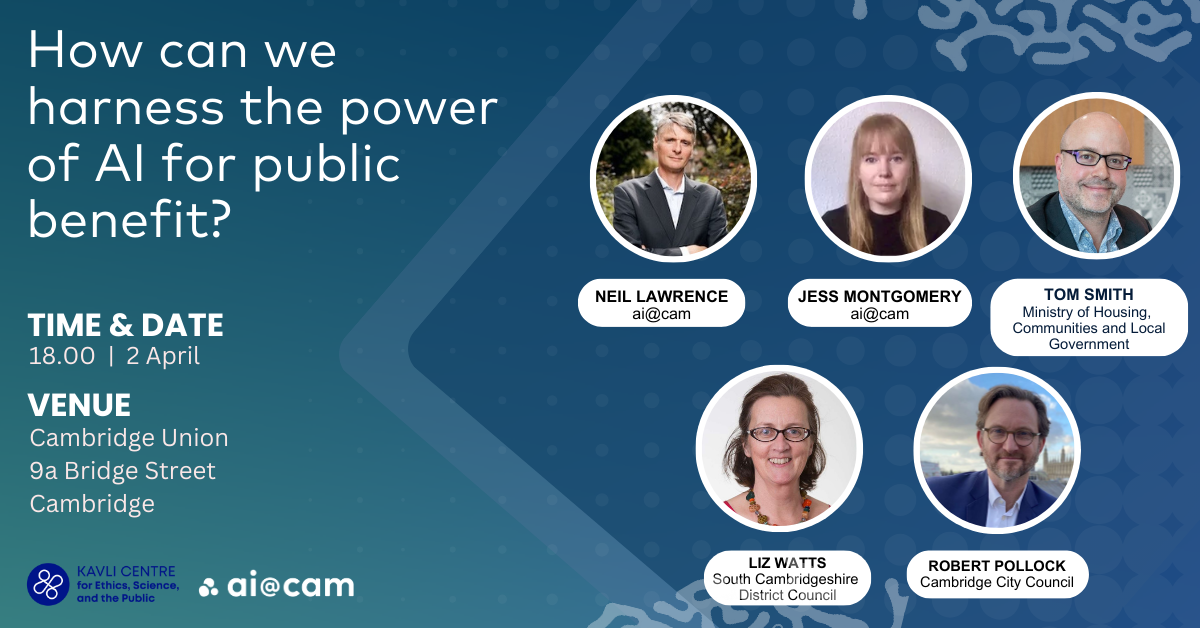 How can we
harness the power
of AI for public
benefit?
TIME & DATE
18.00 | 2 April
VENUE
Cambridge Union
9a Bridge Street
Cambridge
KAVLI CENTRE
for Ethics, Science,
and the Public
ai@cam
NEIL LAWRENCE
ai@cam
JESS MONTGOMERY
ai@cam
TOM SMITH
Ministry of Housing,
Communities and Local
Government
LIZ WATTS
South Cambridgeshire
District Council
ROBERT POLLOCK
Cambridge City Council